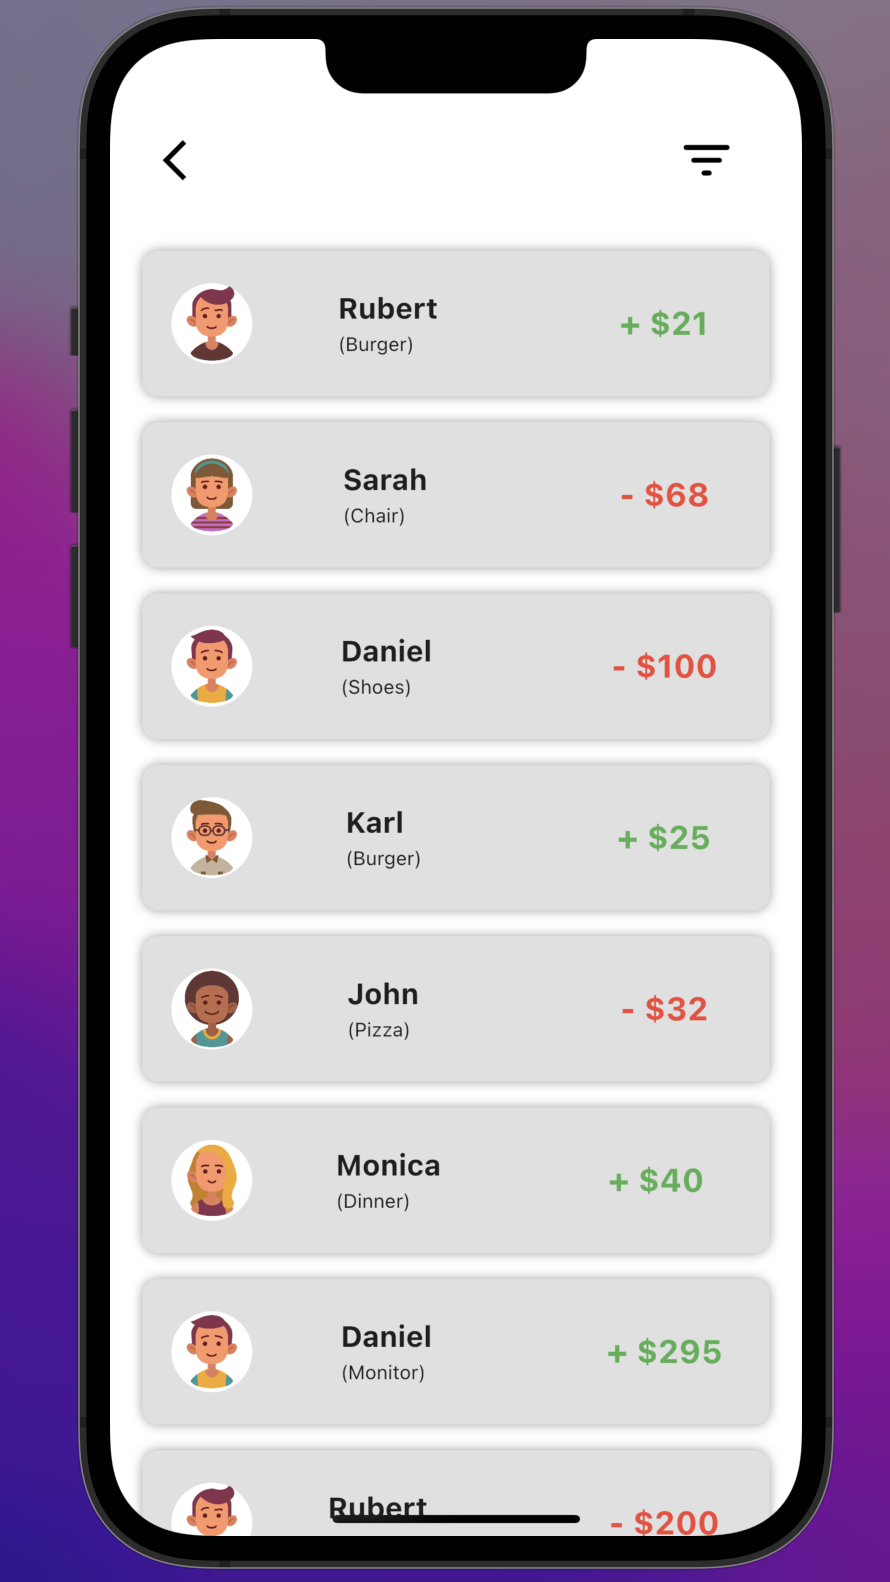 Rubert
(Burger)
+ $21
Sarah
(Chair)
- $68
Daniel
(Shoes)
- $100
Karl
(Burger)
+ $25
John
(Pizza)
- $32
Monica
(Dinner)
+ $40
Daniel
(Monitor)
+ $295
Rubert
- $200